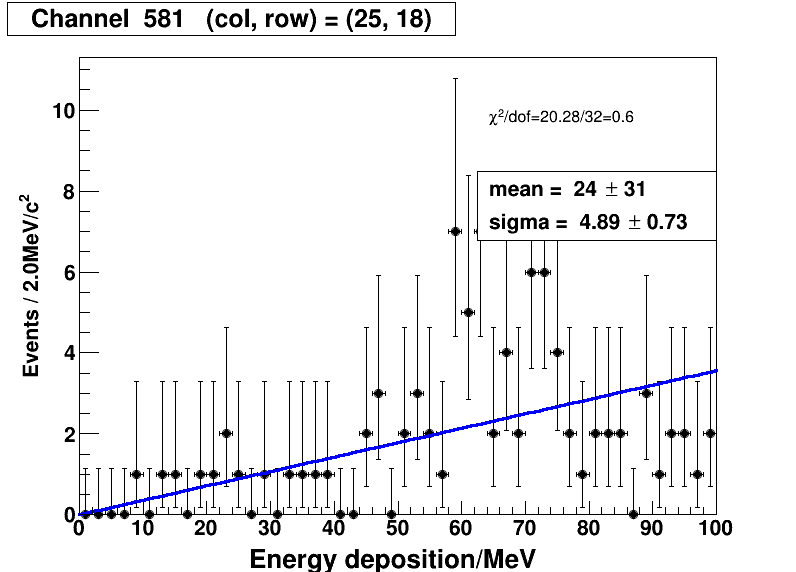 Channel 581 (col, row) = (25, 18)
χ²/dof=20.28/32=0.6
mean = 24 ± 31
sigma = 4.89 ± 0.73
Events / 2.0MeV/c²
10
8
6
4
2
0
0 10 20 30 40 50 60 70 80 90 100
Energy deposition/MeV